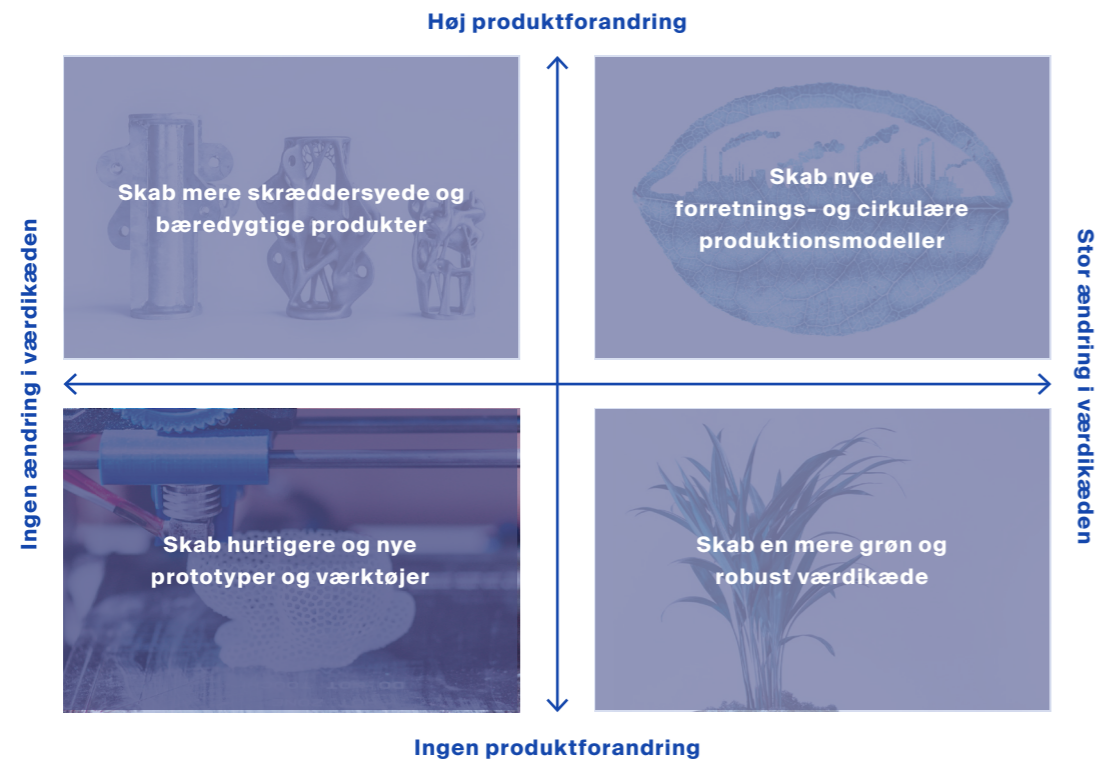 Høj produktforandring
Skab mere skræddersyede og
bæredygtige produkter
Skab nye
forretnings- og cirkulære
produktionsmodeller
Ingen ændring i værdikæden
Stor ændring i værdikæden
Skab hurtigere og nye
prototyper og værktøjer
Skab en mere grøn og
robust værdikæde
Ingen produktforandring